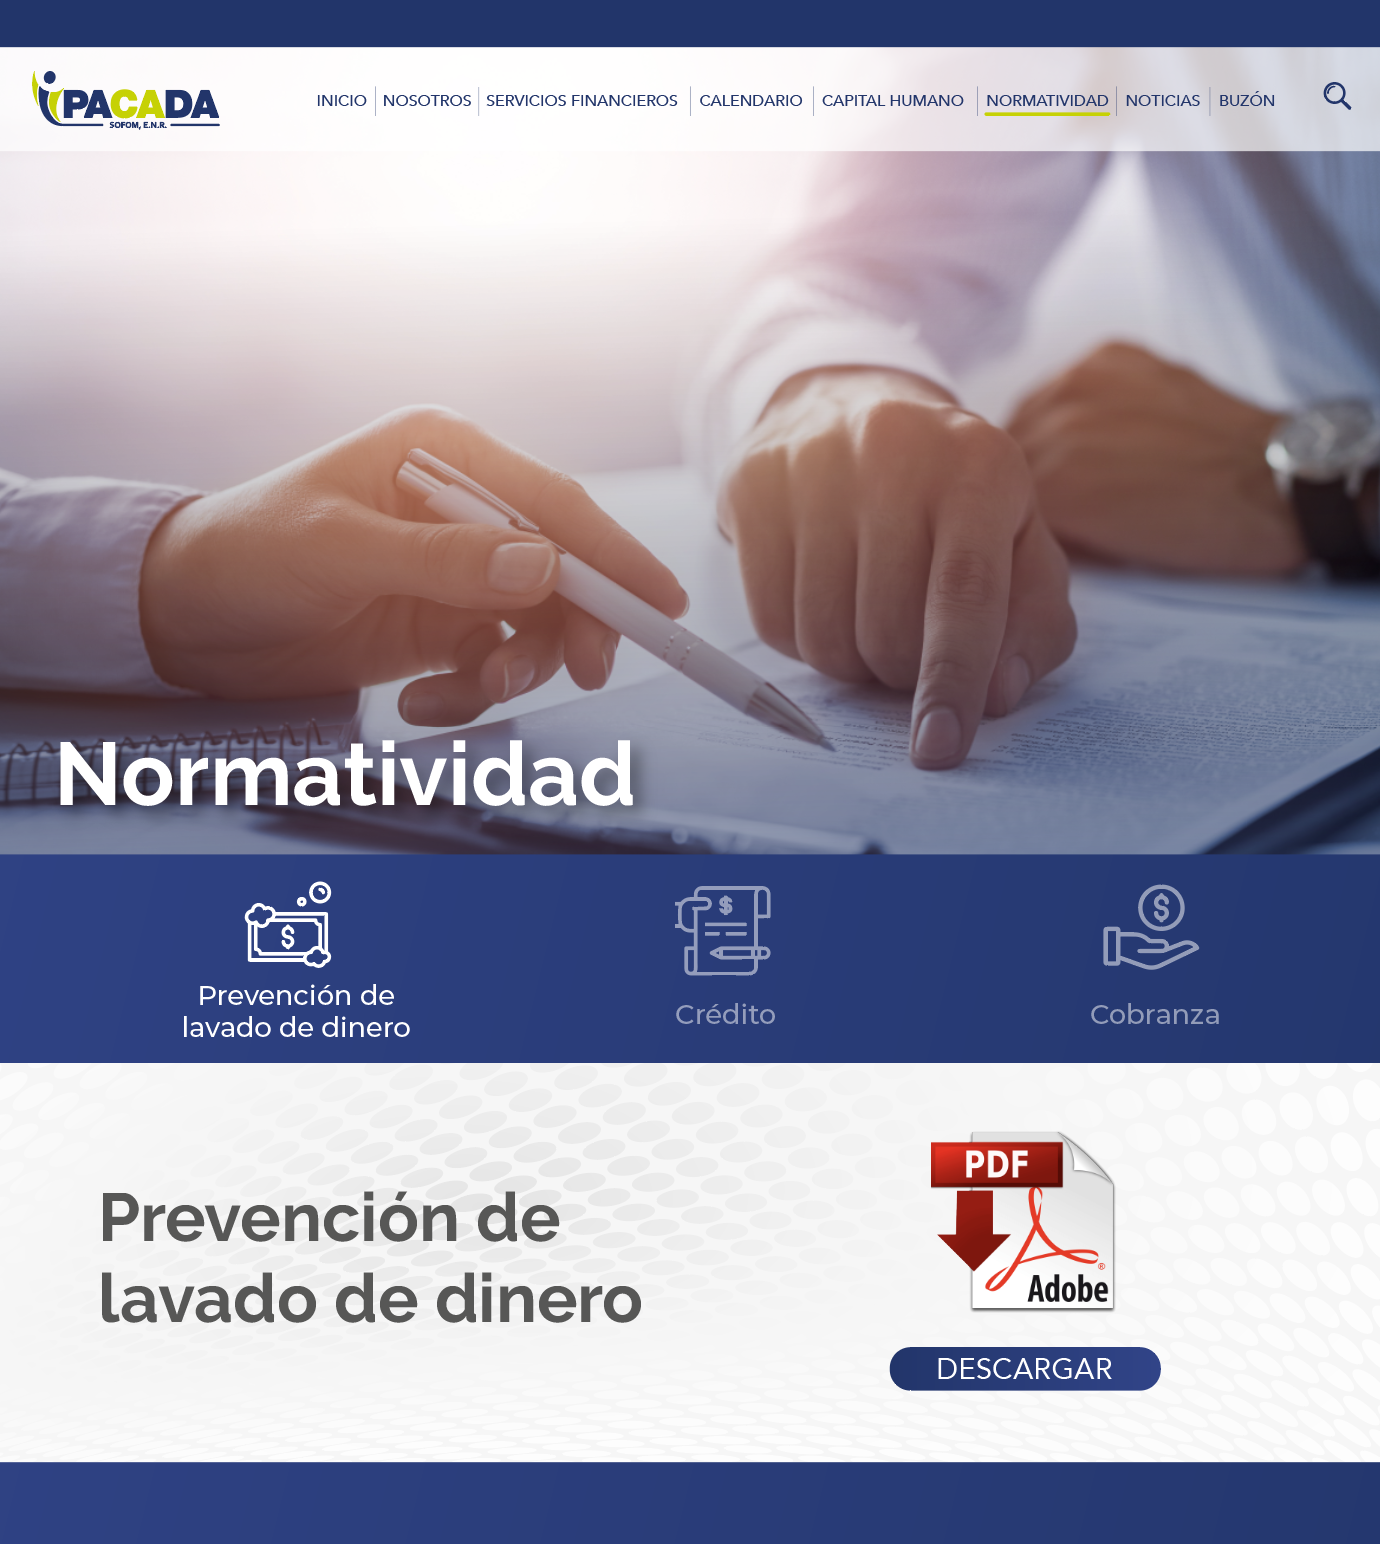 PACADA
SOFOM, E.N.R.
INICIO
NOSOTROS
SERVICIOS FINANCIEROS
CALENDARIO
CAPITAL HUMANO
NORMATIVIDAD
NOTICIAS
BUZÓN
Normatividad
$
Prevención de
lavado de dinero
$
Crédito
$
Cobranza
Prevención de
lavado de dinero
PDF
®
Adobe
DESCARGAR